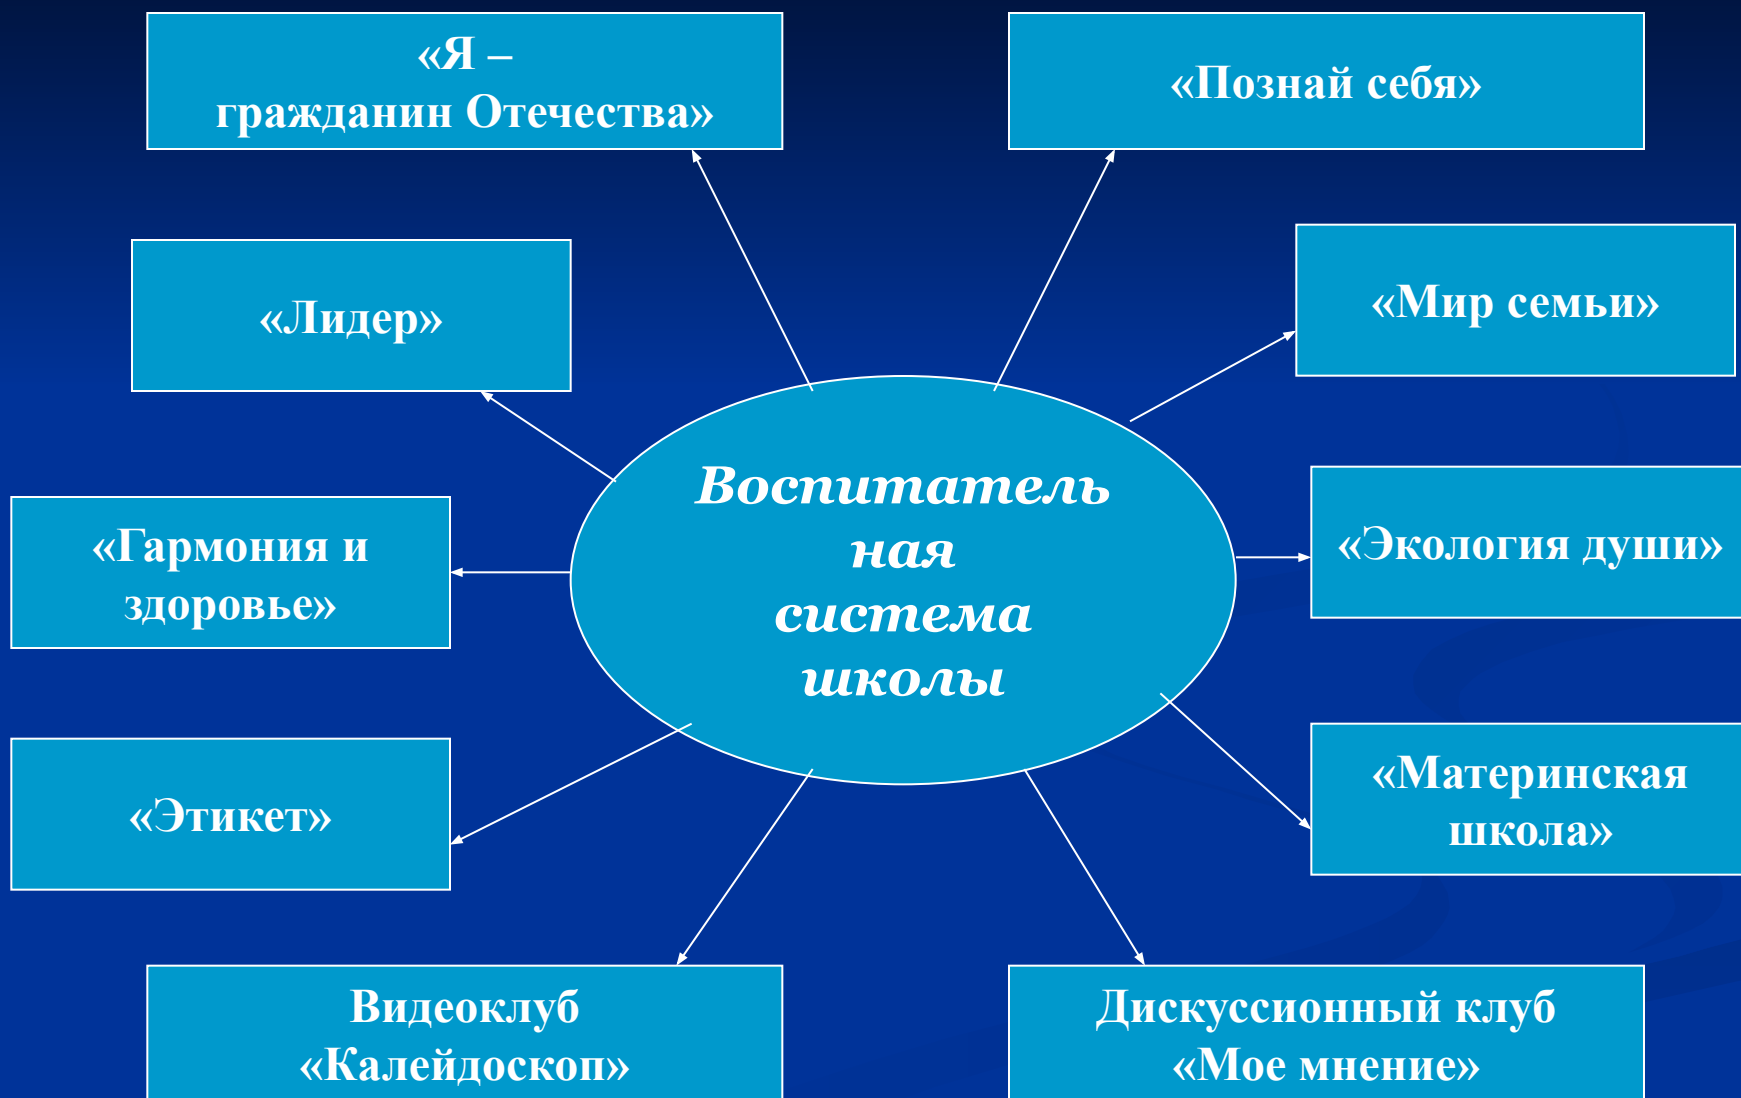 «Я –
гражданин Отечества»
«Познай себя»
«Лидер»
«Мир семьи»
Воспитатель
ная
система
школы
«Гармония и
здоровье»
«Экология души»
«Этикет»
«Материнская
школа»
Видеоклуб
«Калейдоскоп»
Дискуссионный клуб
«Мое мнение»